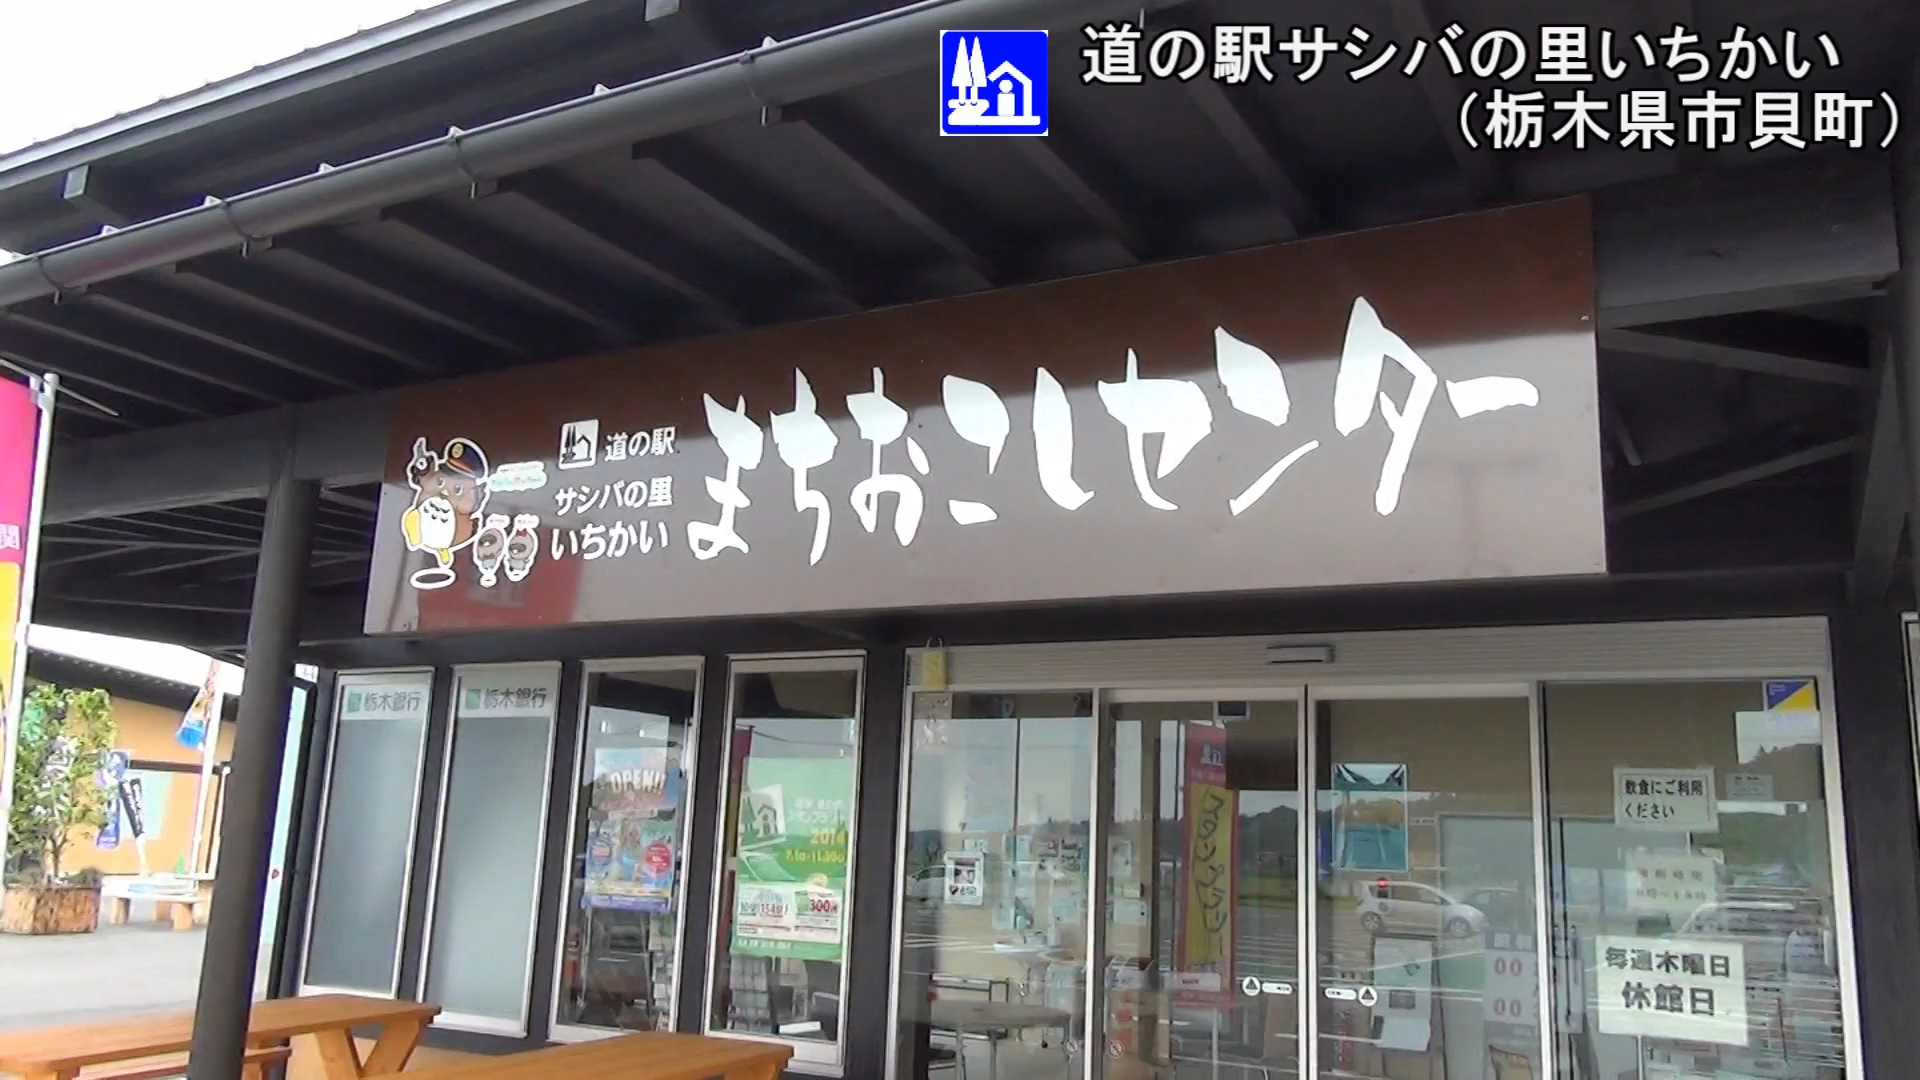 道の駅サシバの里いちかい
（栃木県市貝町）
道の駅
サシバの里
いちかい
まちおこしセンター
栃木銀行
栃木銀行
OPEN!!
2014
300
飲食にご利用
ください
毎週木曜日
休館日